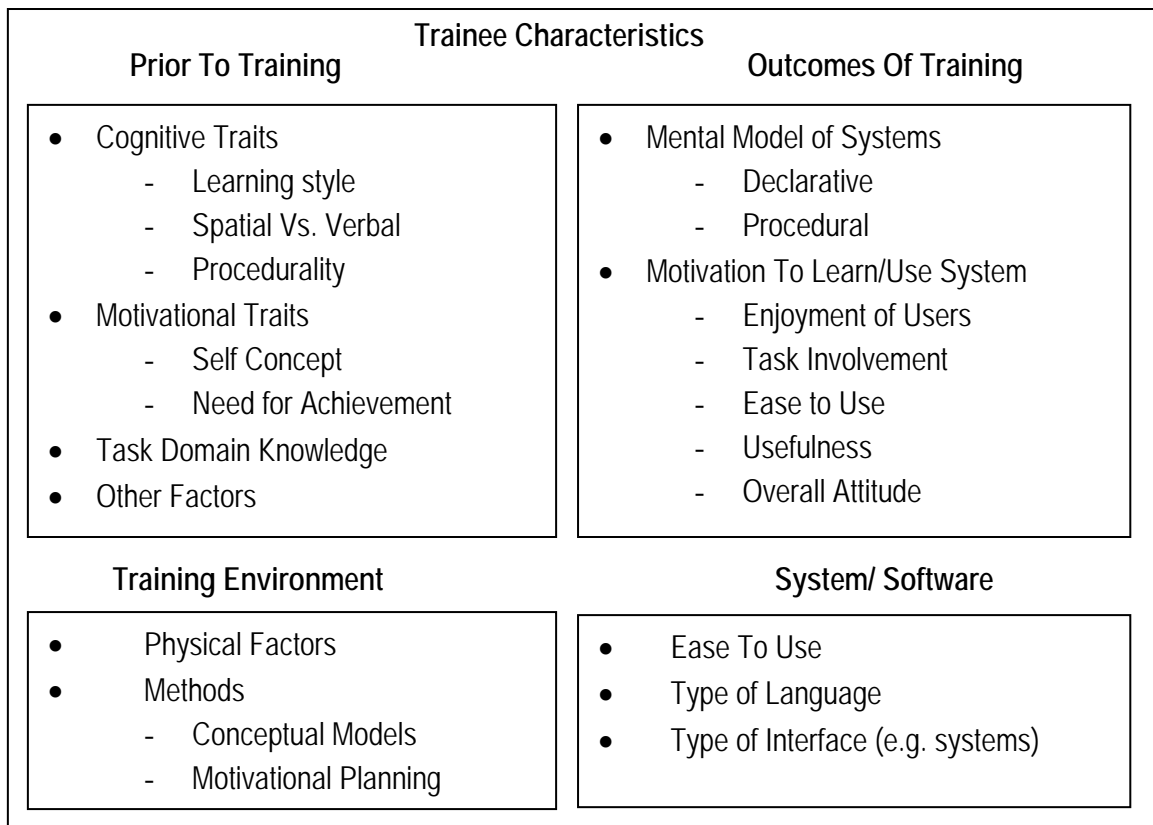 Trainee Characteristics
Prior To Training
• Cognitive Traits
- Learning style
- Spatial Vs. Verbal
- Procedurality
• Motivational Traits
- Self Concept
- Need for Achievement
• Task Domain Knowledge
• Other Factors
Outcomes Of Training
• Mental Model of Systems
- Declarative
- Procedural
• Motivation To Learn/Use System
- Enjoyment of Users
- Task Involvement
- Ease to Use
- Usefulness
- Overall Attitude
Training Environment
• Physical Factors
• Methods
- Conceptual Models
- Motivational Planning
System/ Software
• Ease To Use
• Type of Language
• Type of Interface (e.g. systems)